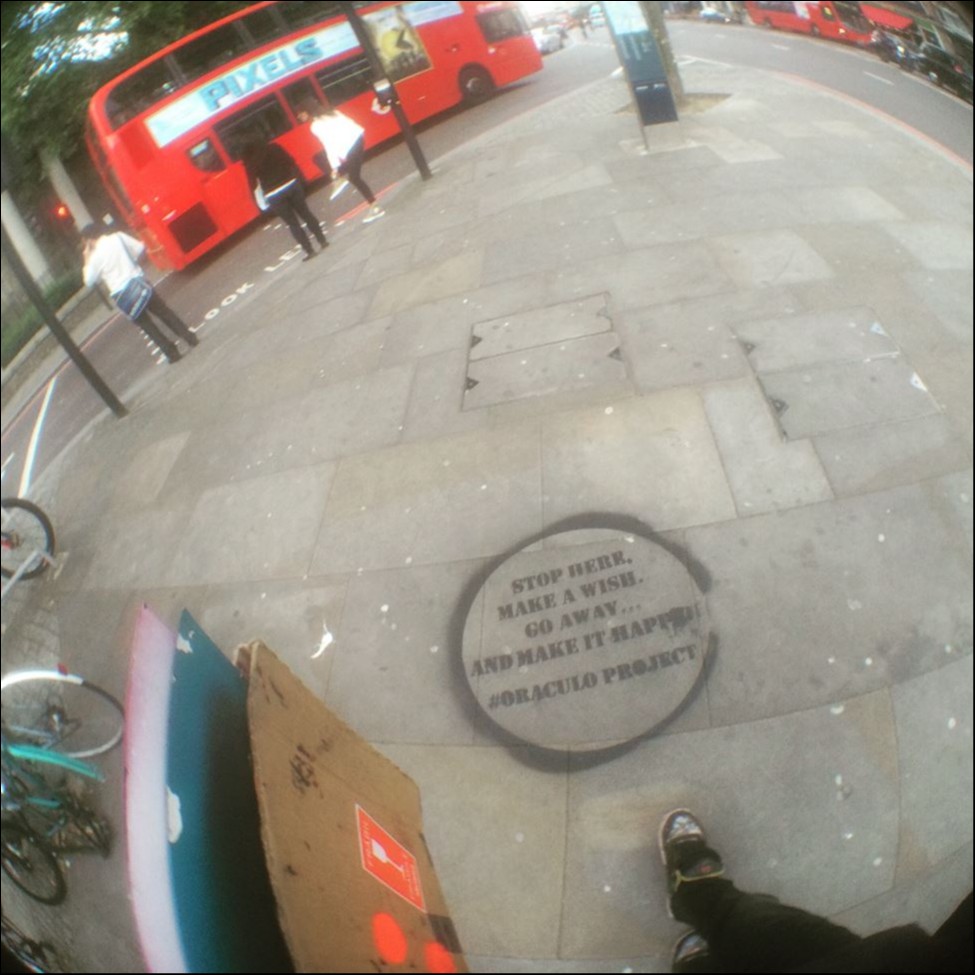 PIXELS
LOOK
STOP HERE.
MAKE A WISH.
GO AWAY...
AND MAKE IT HAPPEN
#ORACULO PROJECT